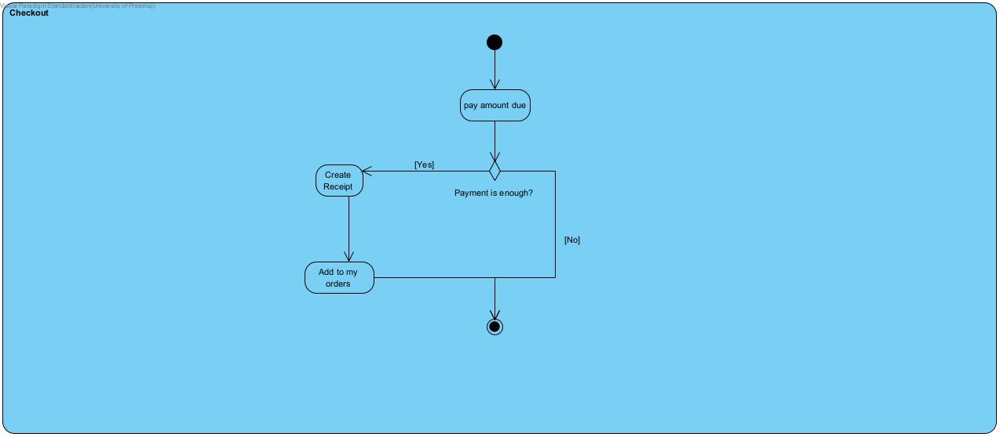 Visual Paradigm Standard(aidan(University of Pretoria))
Checkout
pay amount due
[Yes]
Create
Receipt
Payment is enough?
[No]
Add to my
orders